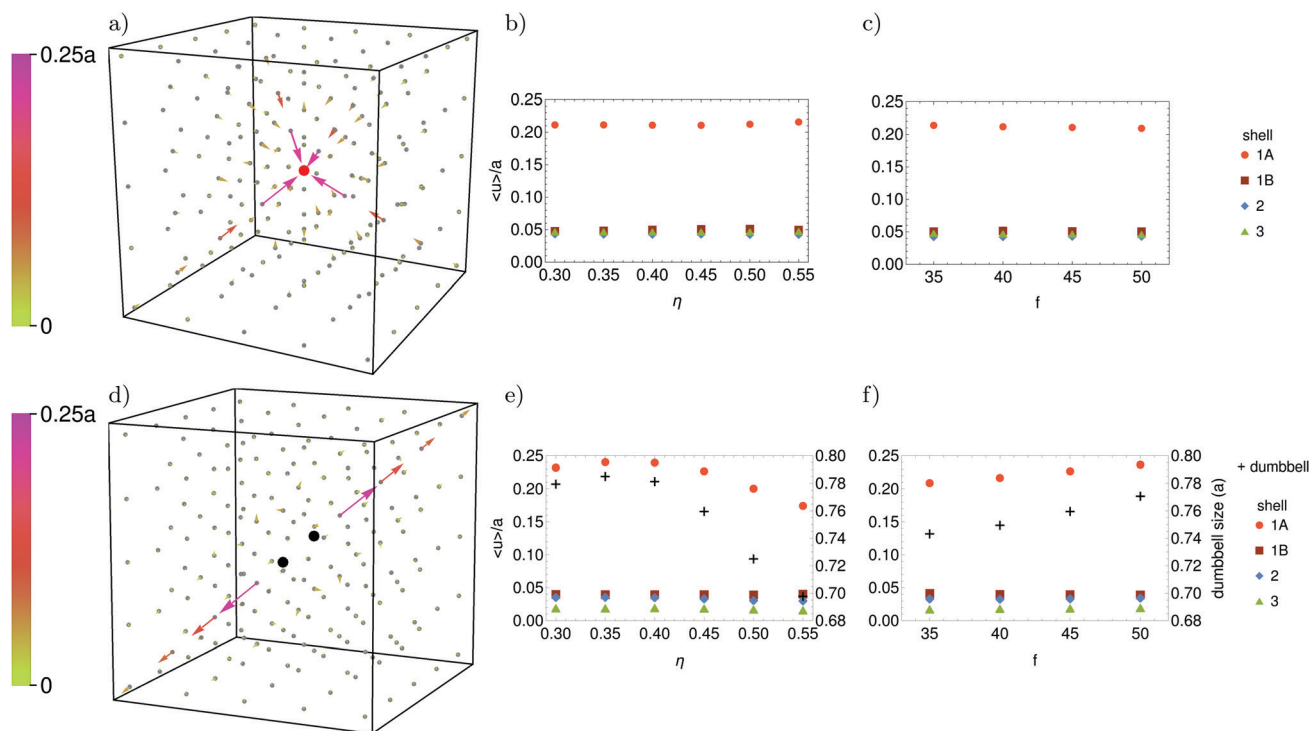 a)
0.25a
0
b)
<u>/a
0.25
0.20
0.15
0.10
0.05
0.00
0.30 0.35 0.40 0.45 0.50 0.55
η
c)
0.25
0.20
0.15
0.10
0.05
0.00
35 40 45 50
f
shell
1A
1B
2
3
d)
0.25a
0
e)
<u>/a
0.25
0.20
0.15
0.10
0.05
0.00
0.30 0.35 0.40 0.45 0.50 0.55
η
0.80
0.78
0.76
0.74
0.72
0.70
0.68
f)
0.25
0.20
0.15
0.10
0.05
0.00
35 40 45 50
f
0.80
0.78
0.76
0.74
0.72
0.70
0.68
dumbbell size (a)
+ dumbbell
shell
1A
1B
2
3